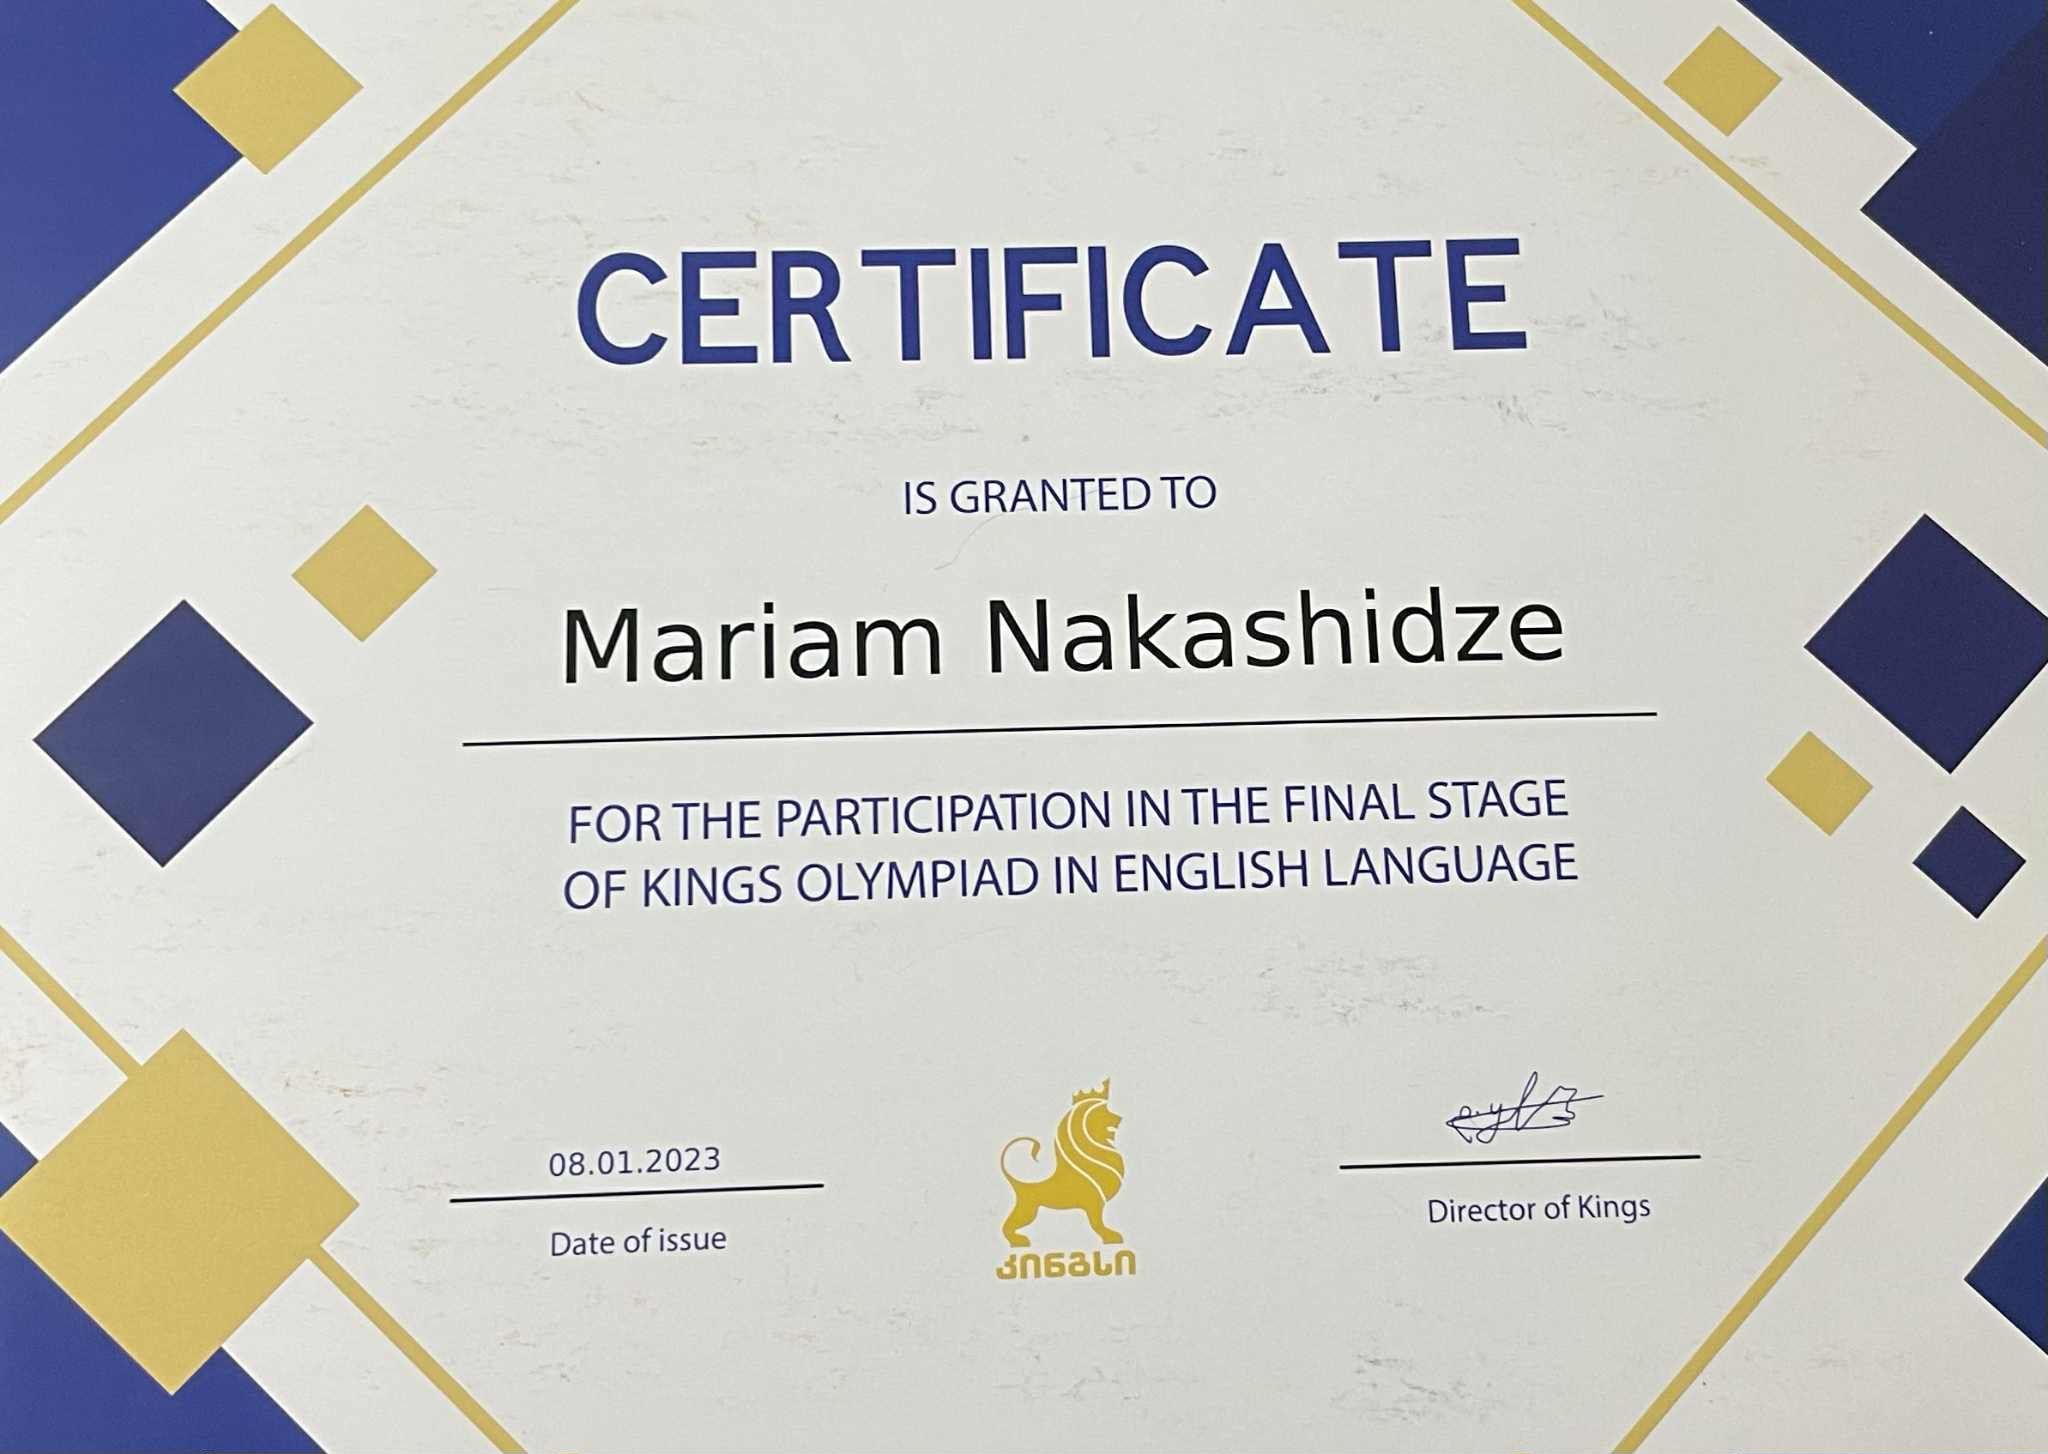 CERTIFICATE
IS GRANTED TO
Mariam Nakashidze
FOR THE PARTICIPATION IN THE FINAL STAGE
OF KINGS OLYMPIAD IN ENGLISH LANGUAGE
08.01.2023
Date of issue
კინგსი
Director of Kings